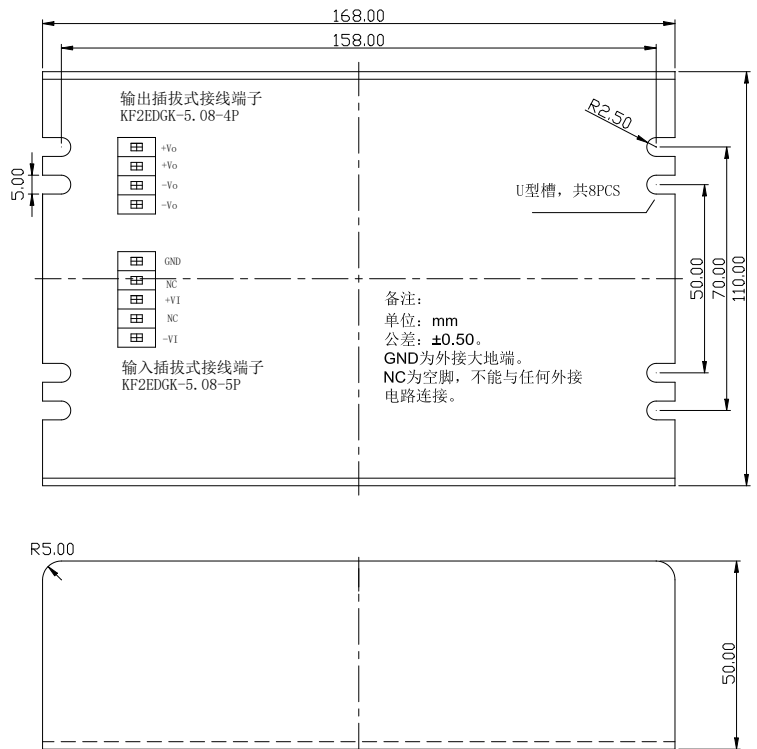 168.00
158.00
输出插拔式接线端子
KF2EDGK-5.08-4P
+Vo
+Vo
-Vo
-Vo
5.00
R2.50
U型槽，共8PCS
GND
NC
+VI
NC
-VI
输入插拔式接线端子
KF2EDGK-5.08-5P
备注：
单位：mm
公差：±0.50。
GND为外接大地端。
NC为空脚，不能与任何外接
电路连接。
50.00
70.00
110.00
R5.00
50.00